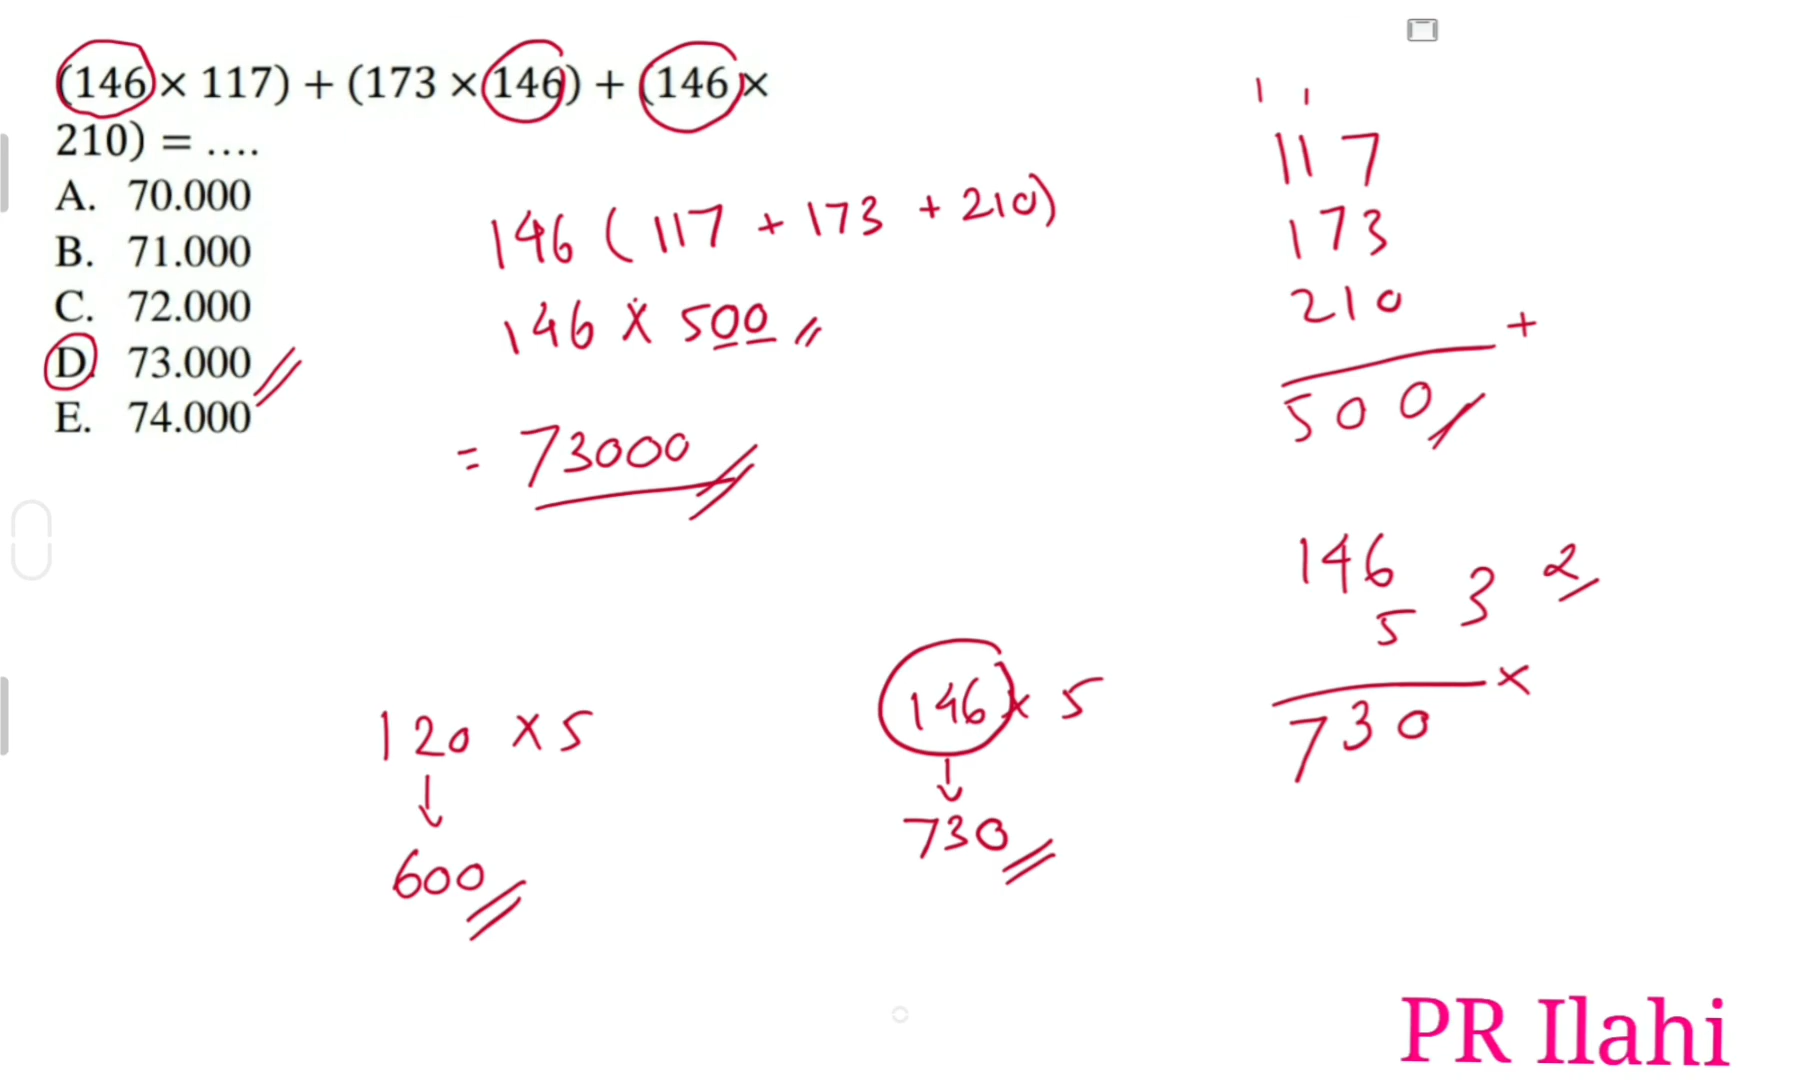 (146 × 117) + (173 × 146) + (146 ×
210) = ....
A. 70.000
B. 71.000
C. 72.000
D. 73.000
E. 74.000
146 ( 117 + 173 + 210)
146 × 500
= 73000
1 1
117
173
210 +
500
146
5 3 2
×
730
120 × 5
↓
600
146 × 5
↓
730
PR Ilahi